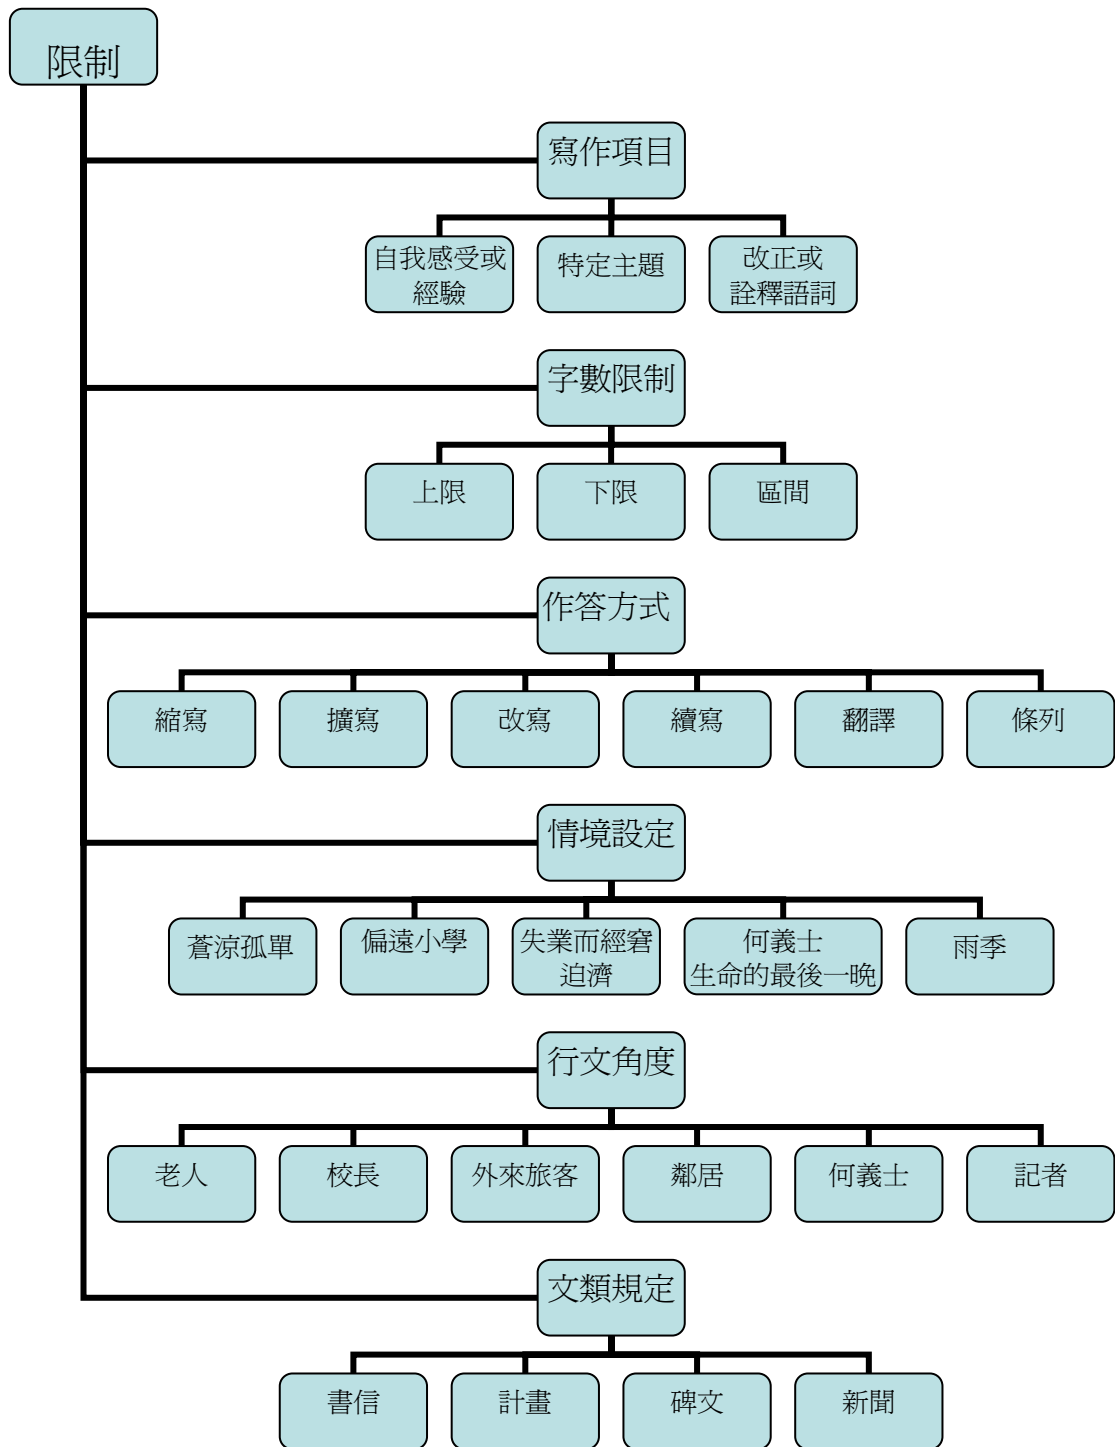 限制
寫作項目
自我感受或
經驗
特定主題
改正或
詮釋語詞
字數限制
上限
下限
區間
作答方式
縮寫
擴寫
改寫
續寫
翻譯
條列
情境設定
蒼涼孤單
偏遠小學
失業而經窘
迫濟
何義士
生命的最後一晚
雨季
行文角度
老人
校長
外來旅客
鄰居
何義士
記者
文類規定
書信
計畫
碑文
新聞